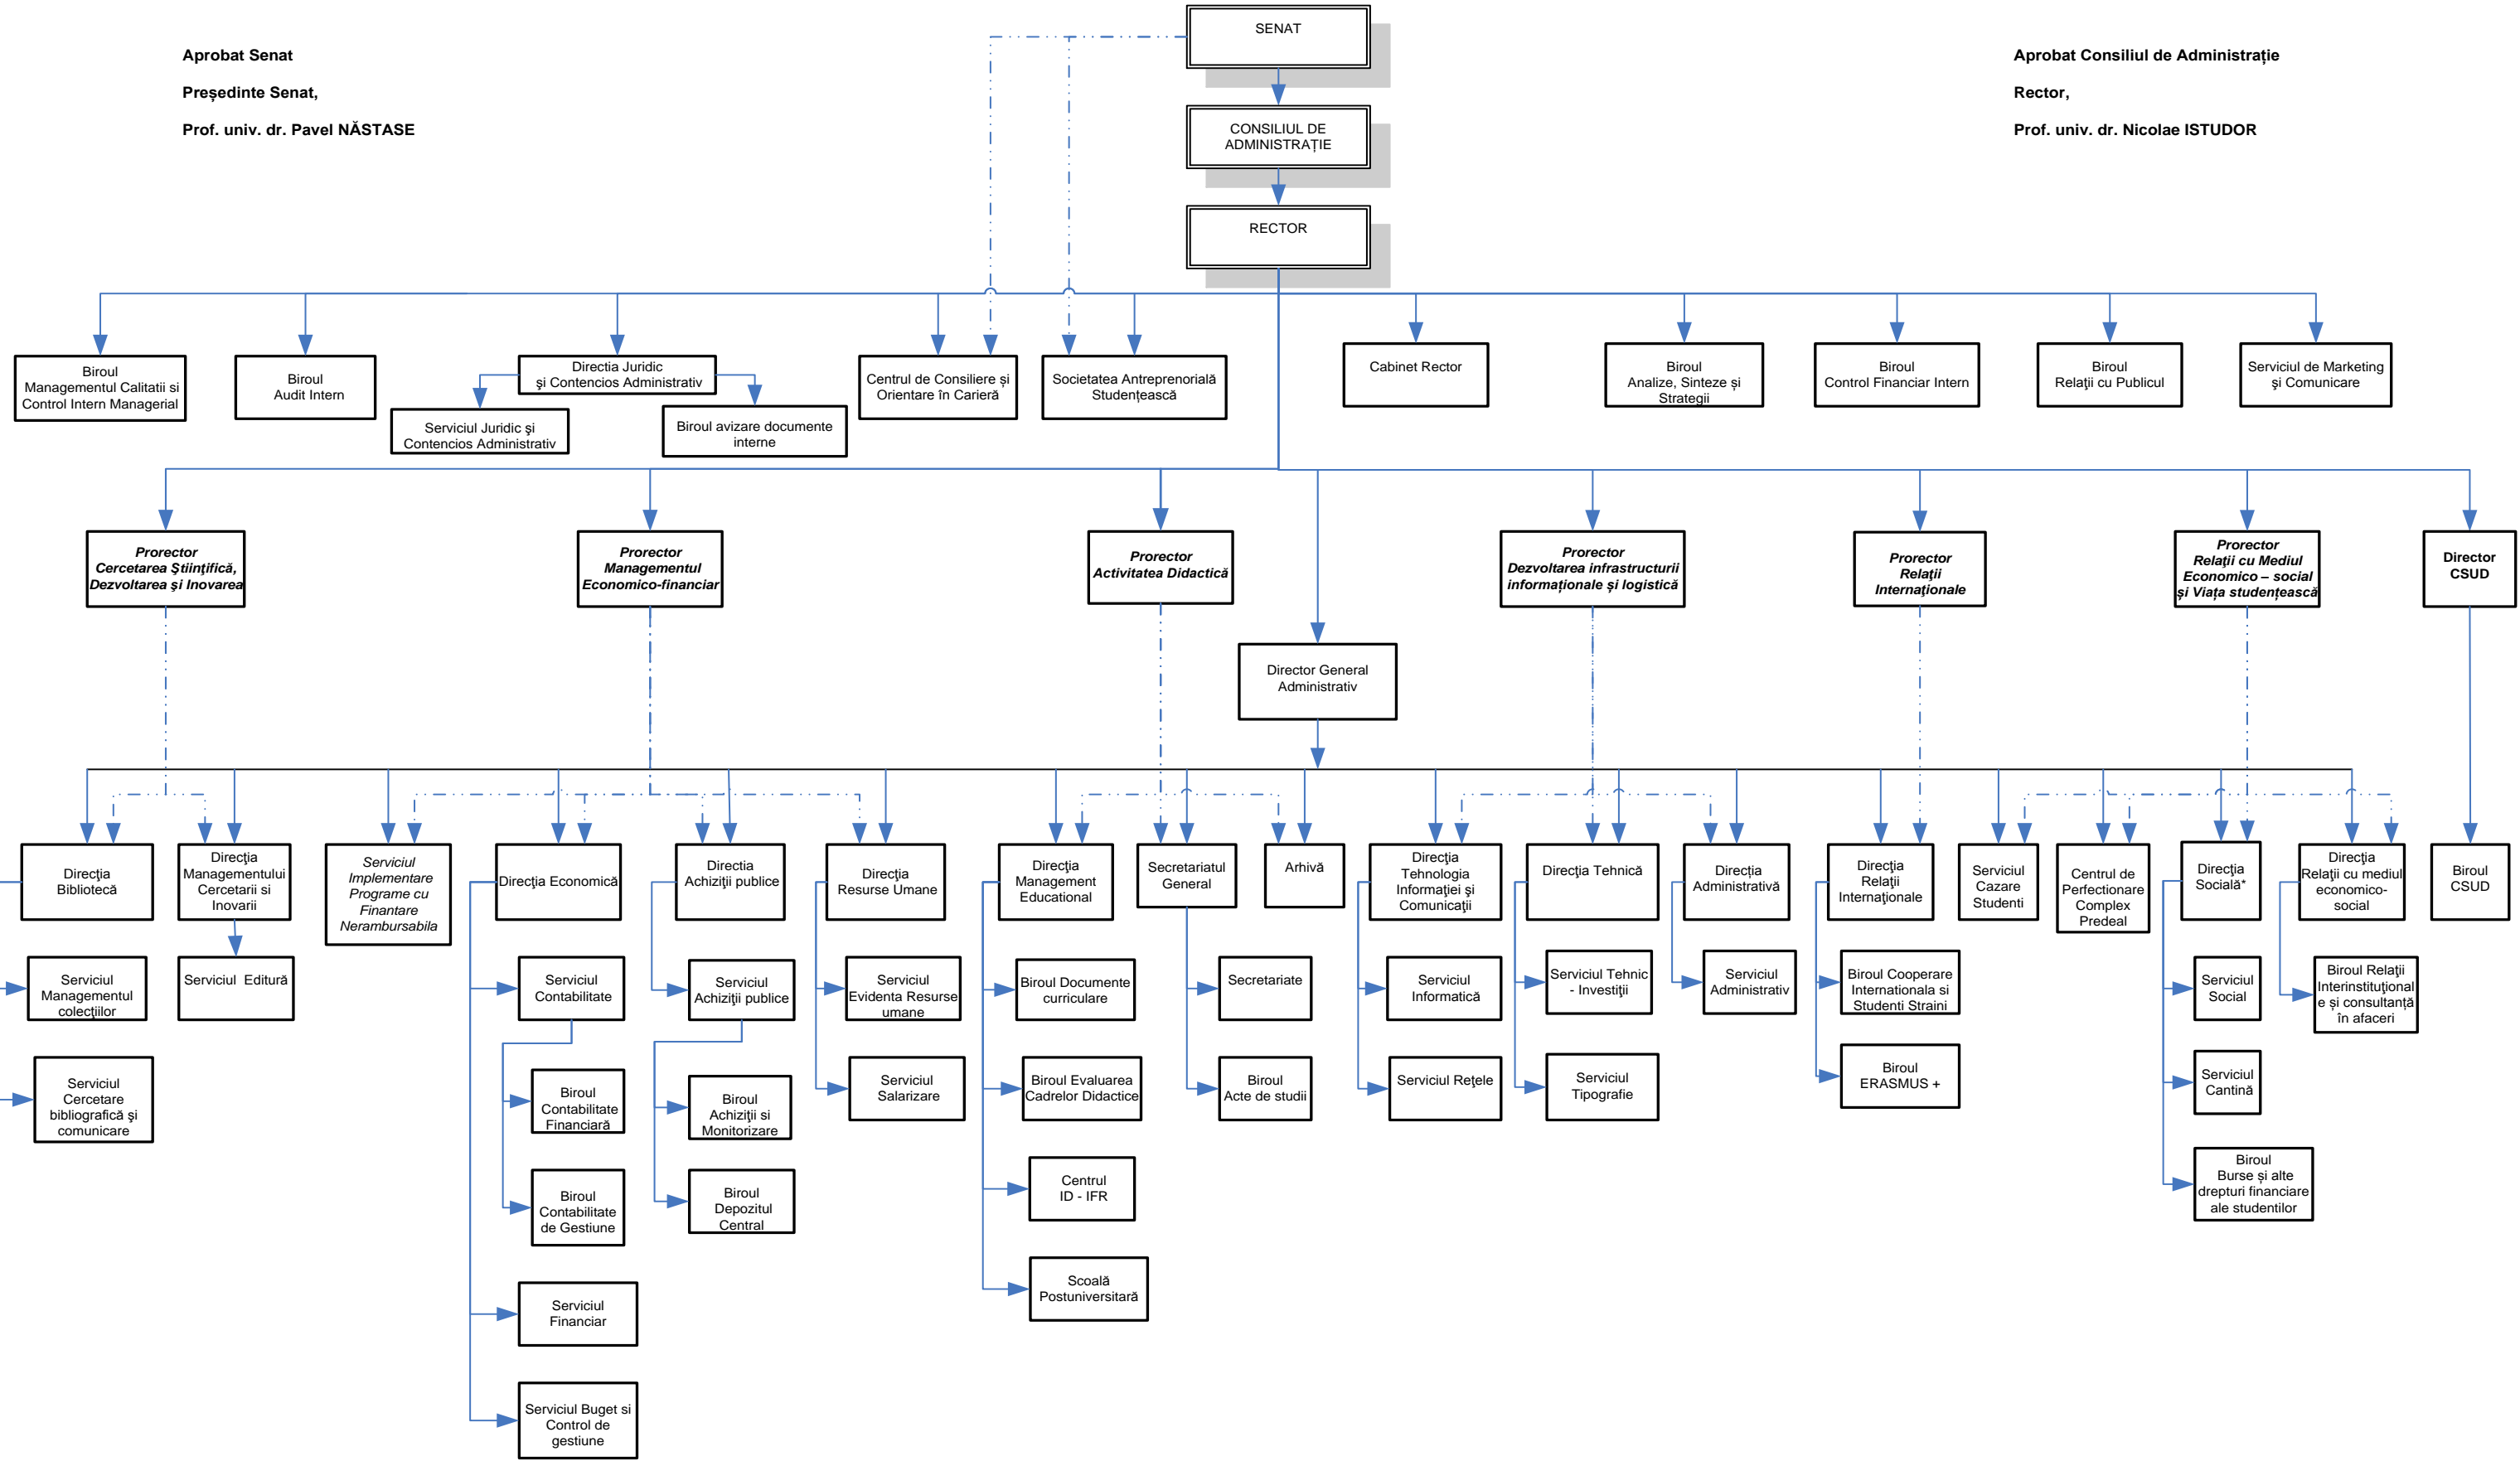 SENAT
Aprobat Senat
Președinte Senat,
Prof. univ. dr. Pavel NĂSTASE
Aprobat Consiliul de Administrație
Rector,
Prof. univ. dr. Nicolae ISTUDOR
CONSILIUL DE
ADMINISTRAȚIE
RECTOR
Biroul
Managementul Calitatii si
Control Intern Managerial
Biroul
Audit Intern
Directia Juridic
şi Contencios Administrativ
Serviciul Juridic şi
Contencios Administrativ
Biroul avizare documente
interne
Centrul de Consiliere și
Orientare în Carieră
Societatea Antreprenorială
Studențească
Cabinet Rector
Biroul
Analize, Sinteze și
Strategii
Biroul
Control Financiar Intern
Biroul
Relaţii cu Publicul
Serviciul de Marketing
şi Comunicare
Prorector
Cercetarea Ştiinţifică,
Dezvoltarea şi Inovarea
Prorector
Managementul
Economico-financiar
Prorector
Activitatea Didactică
Prorector
Dezvoltarea infrastructurii
informaționale și logistică
Prorector
Relaţii
Internaţionale
Prorector
Relaţii cu Mediul
Economico – social
și Viața studențească
Director
CSUD
Director General
Administrativ
Direcţia
Bibliotecă
Direcţia
Managementului
Cercetarii si
Inovarii
Serviciul
Implementare
Programe cu
Finantare
Nerambursabila
Direcţia Economică
Directia
Achiziţii publice
Direcţia
Resurse Umane
Direcţia
Management
Educational
Secretariatul
General
Arhivă
Direcţia
Tehnologia
Informaţiei şi
Comunicaţii
Direcţia Tehnică
Direcția
Administrativă
Direcţia
Relaţii
Internaţionale
Serviciul
Cazare
Studenti
Centrul de
Perfectionare
Complex
Predeal
Direcţia
Socială*
Direcţia
Relaţii cu mediul
economico-
social
Biroul
CSUD
Serviciul
Managementul
colecţiilor
Serviciul Editură
Serviciul
Contabilitate
Serviciul
Achiziţii publice
Serviciul
Evidenta Resurse
umane
Biroul Documente
curriculare
Secretariate
Serviciul
Informatică
Serviciul Tehnic
- Investiţii
Serviciul
Administrativ
Biroul Cooperare
Internationala si
Studenti Straini
Serviciul
Social
Biroul Relaţii
Interinstituţional
e și consultanță
în afaceri
Serviciul
Cercetare
bibliografică şi
comunicare
Biroul
Contabilitate
Financiară
Biroul
Achiziţii si
Monitorizare
Serviciul
Salarizare
Biroul Evaluarea
Cadrelor Didactice
Biroul
Acte de studii
Serviciul Reţele
Serviciul
Tipografie
Biroul
ERASMUS +
Serviciul
Cantină
Biroul
Contabilitate
de Gestiune
Biroul
Depozitul
Central
Centrul
ID - IFR
Biroul
Burse și alte
drepturi financiare
ale studentilor
Serviciul
Financiar
Scoală
Postuniversitară
Serviciul Buget si
Control de
gestiune